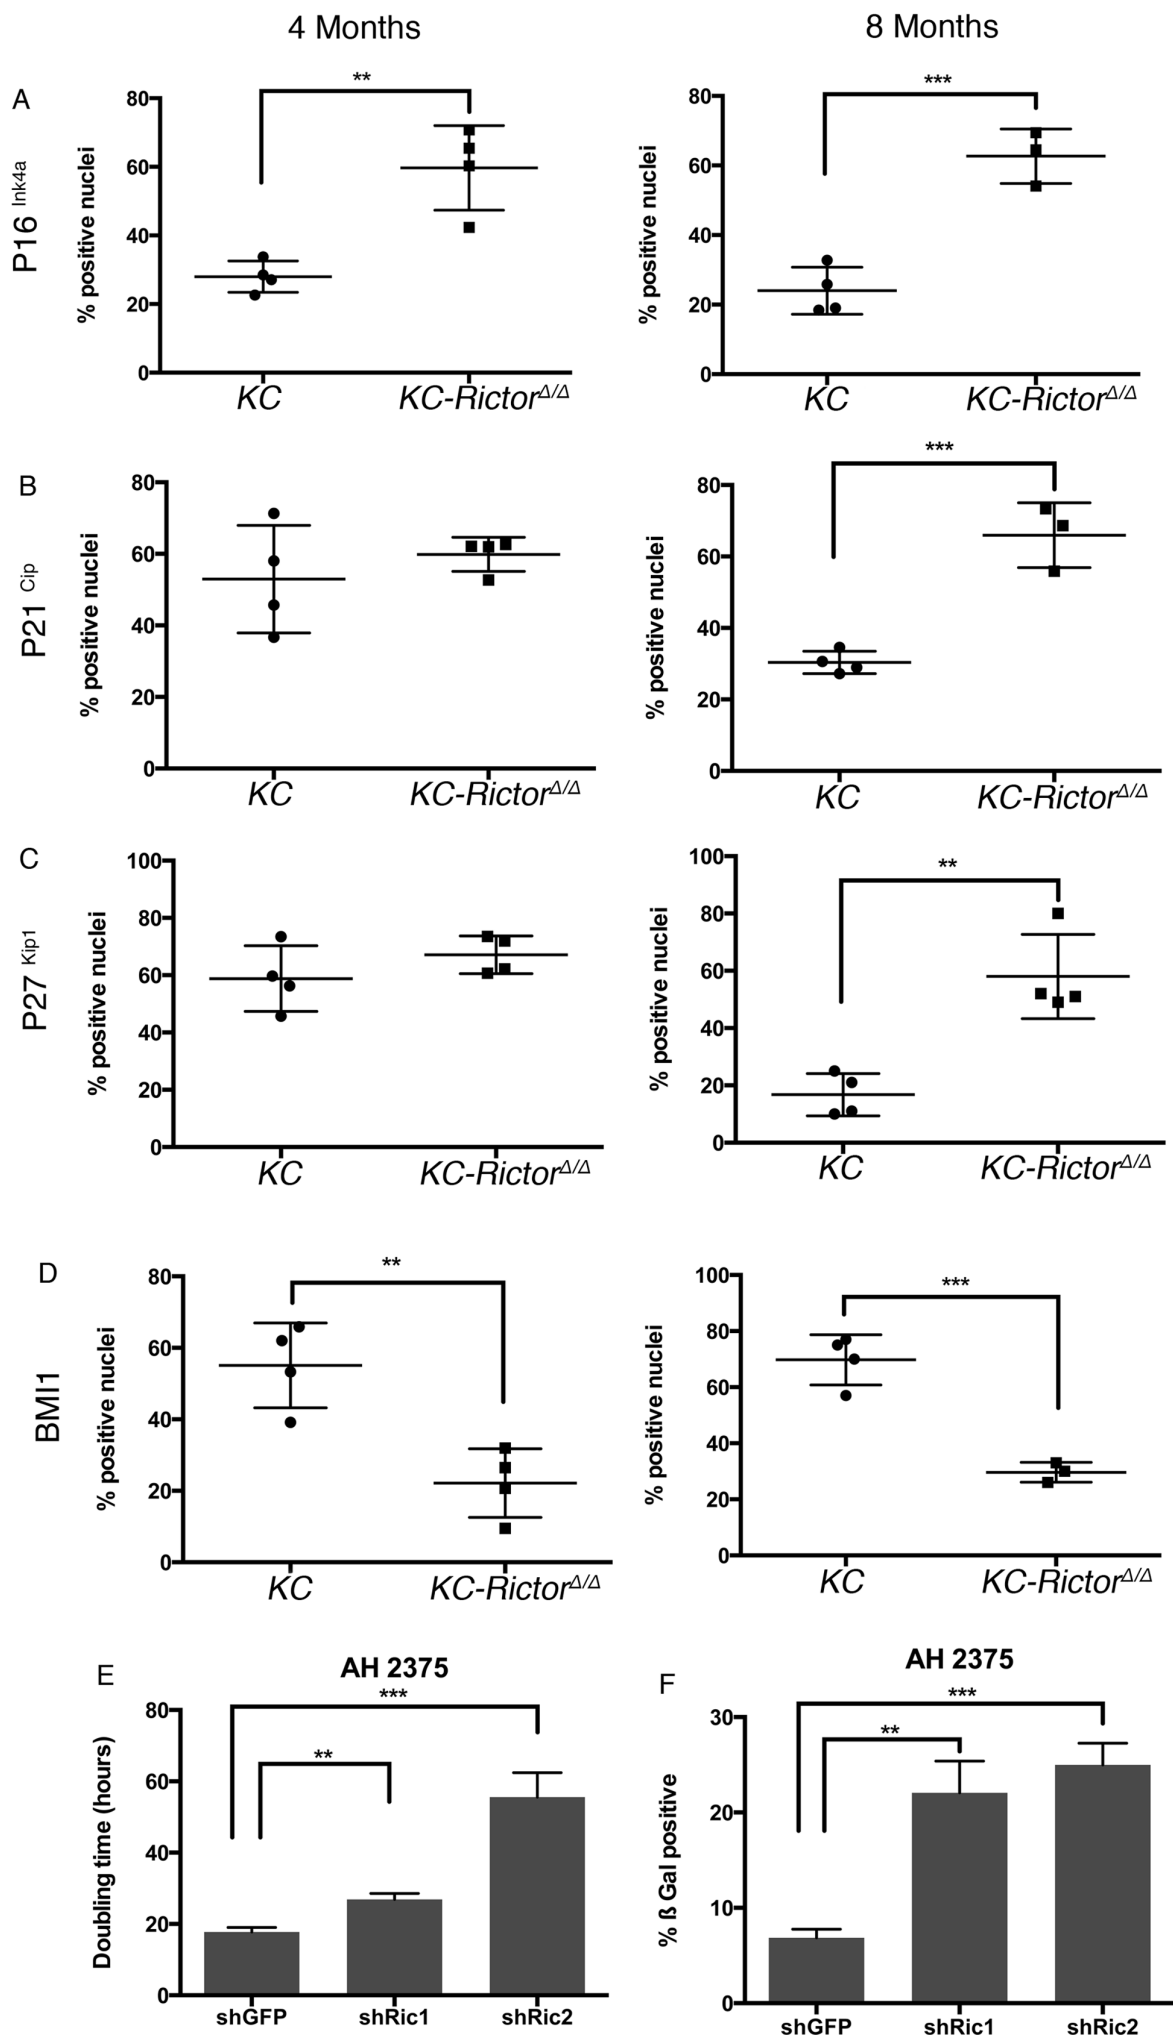 4 Months 8 Months
A
P16 Ink4a
% positive nuclei
80
60
40
20
0
**
KC KC-RictorΔ/Δ
% positive nuclei
80
60
40
20
0
***
KC KC-RictorΔ/Δ
B
P21 Cip
% positive nuclei
80
60
40
20
0
KC KC-RictorΔ/Δ
% positive nuclei
80
60
40
20
0
***
KC KC-RictorΔ/Δ
C
P27 Kip1
% positive nuclei
100
80
60
40
20
0
KC KC-RictorΔ/Δ
% positive nuclei
100
80
60
40
20
0
**
KC KC-RictorΔ/Δ
D
BMI1
% positive nuclei
80
60
40
20
0
**
KC KC-RictorΔ/Δ
% positive nuclei
100
80
60
40
20
0
***
KC KC-RictorΔ/Δ
E
AH 2375
Doubling time (hours)
80
60
40
20
0
***
**
shGFP shRic1 shRic2
F
AH 2375
% ß Gal positive
30
20
10
0
***
**
shGFP shRic1 shRic2